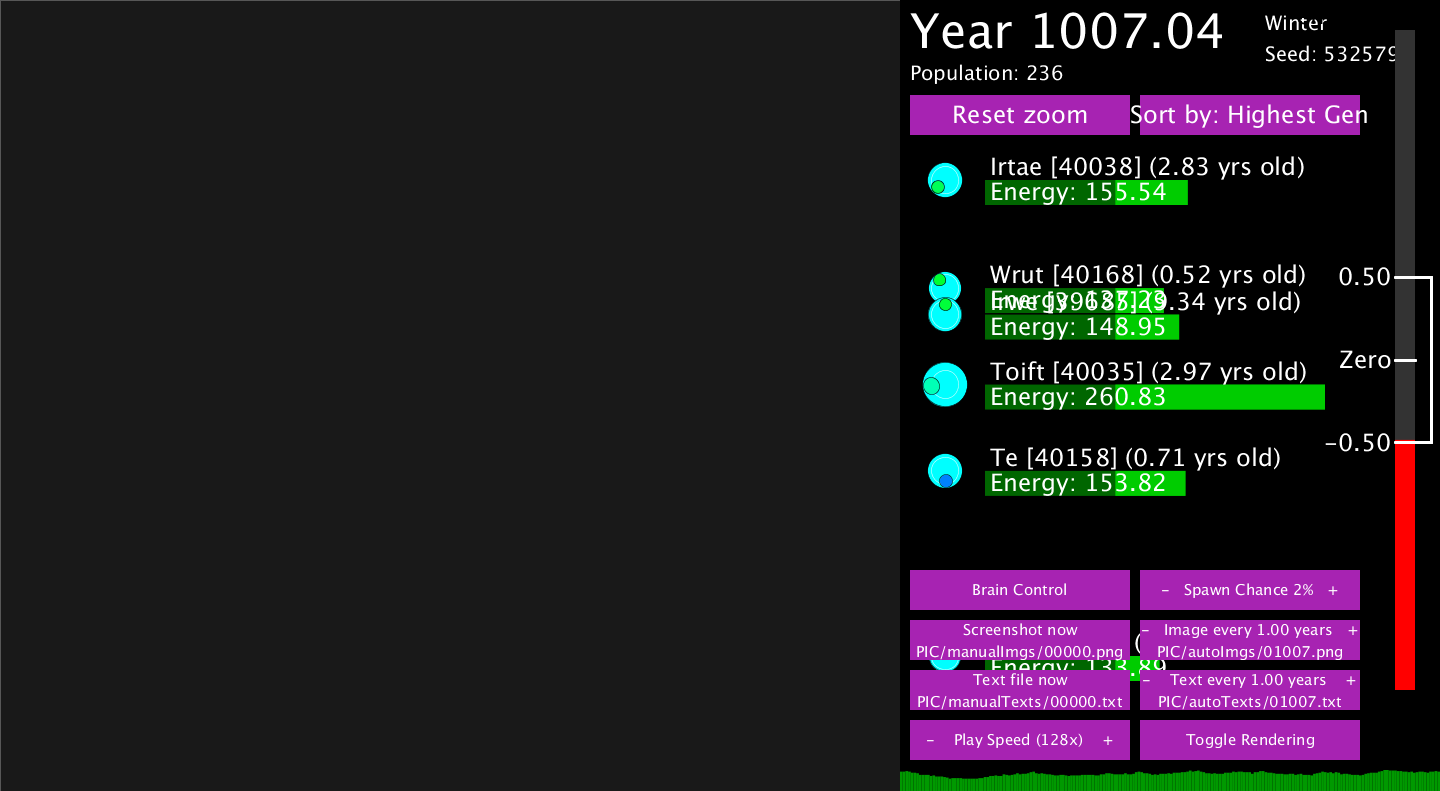 Year 1007.04
Winter
Seed: 532579
Population: 236
Reset zoom
Sort by: Highest Gen
Irtae [40038] (2.83 yrs old)
Energy: 155.54
Wrut [40168] (0.52 yrs old)
Energy:
(9.34 yrs old)
Energy: 148.95
Toift [40035] (2.97 yrs old)
Energy: 260.83
Te [40158] (0.71 yrs old)
Energy: 153.82
0.50
Zero
-0.50
Brain Control
- Spawn Chance 2% +
Screenshot now
PIC/manualImgs/00000.png
- Image every 1.00 years +
PIC/autoImgs/01007.png
(
Energy: 133.89
Text file now
PIC/manualTexts/00000.txt
- Text every 1.00 years +
PIC/autoTexts/01007.txt
- Play Speed (128x) +
Toggle Rendering